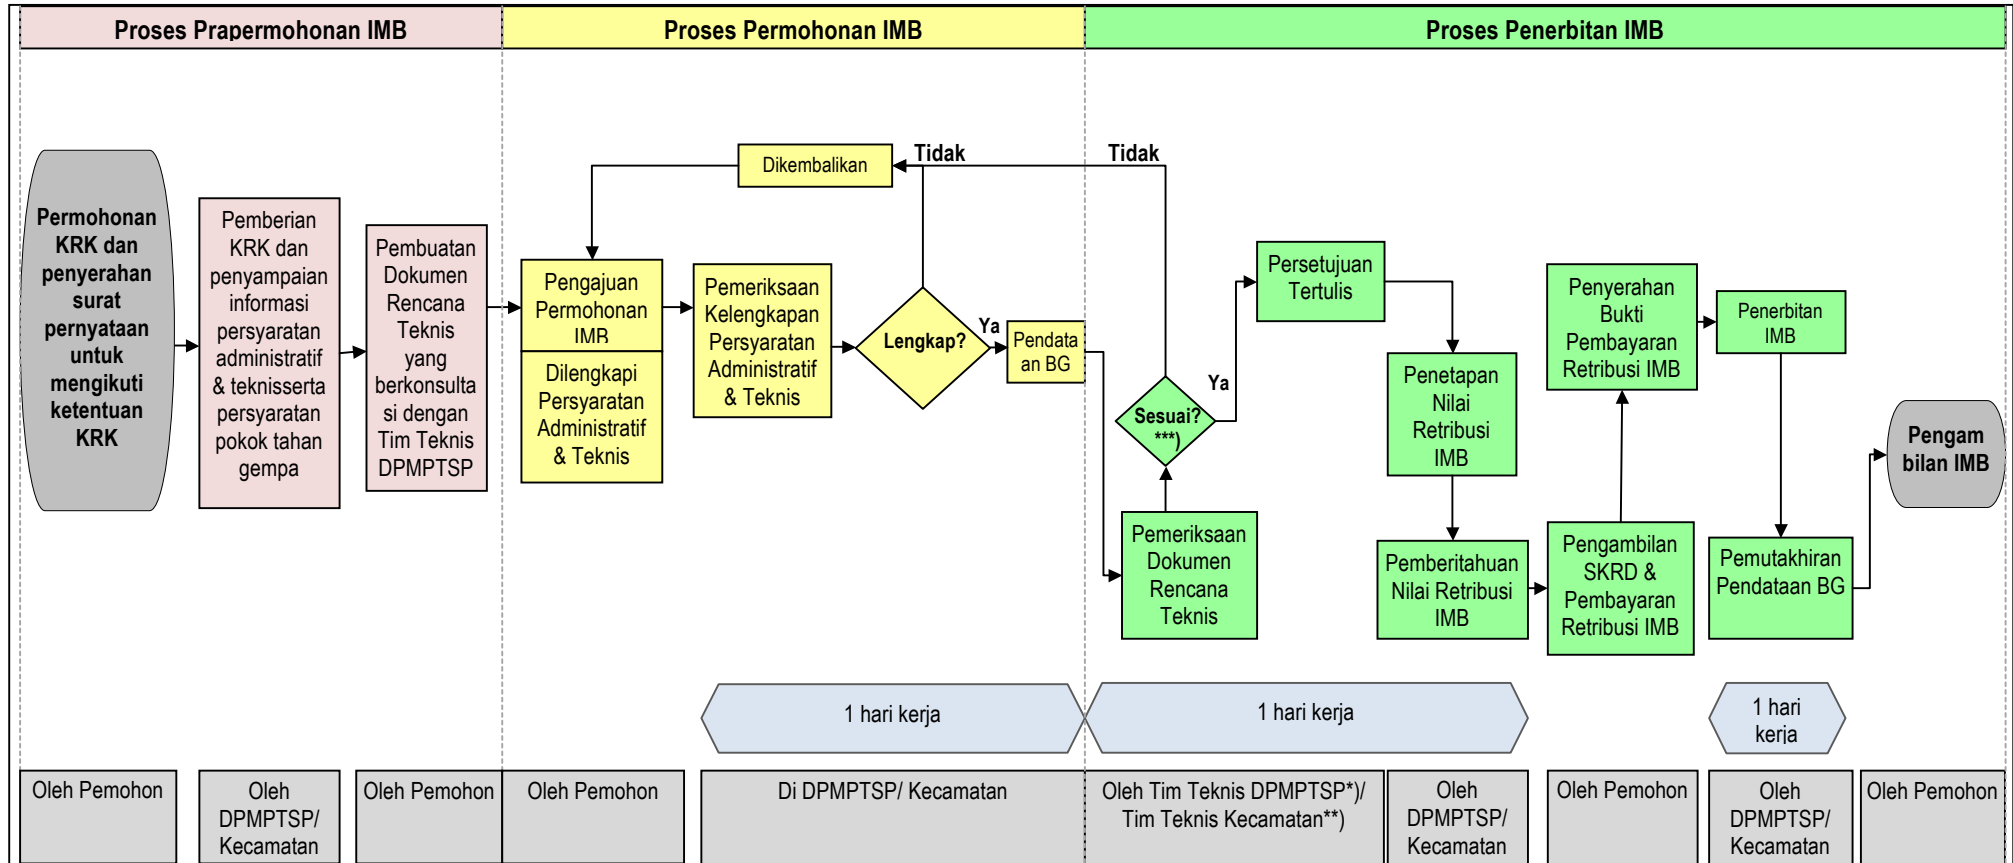 Proses Prapermohonan IMB
Proses Permohonan IMB
Proses Penerbitan IMB
Permohonan
KRK dan
penyerahan
surat
pernyataan
untuk
mengikuti
ketentuan
KRK
Pemberian
KRK dan
penyampaian
informasi
persyaratan
administratif
& teknisserta
persyaratan
pokok tahan
gempa
Pembuatan
Dokumen
Rencana
Teknis
yang
berkonsulta
si dengan
Tim Teknis
DPMPTSP
Dikembalikan
Tidak
Tidak
Pengajuan
Permohonan
IMB
Dilengkapi
Persyaratan
Administratif
& Teknis
Pemeriksaan
Kelengkapan
Persyaratan
Administratif
& Teknis
Lengkap?
Ya
Pendata
an BG
Pemeriksaan
Dokumen
Rencana
Teknis
Sesuai?
***)
Ya
Persetujuan
Tertulis
Penetapan
Nilai
Retribusi
IMB
Pemberitahuan
Nilai Retribusi
IMB
Pengambilan
SKRD &
Pembayaran
Retribusi IMB
Penyerahan
Bukti
Pembayaran
Retribusi IMB
Penerbitan
IMB
Pemutakhiran
Pendataan BG
Pengam
bilan IMB
1 hari kerja
1 hari kerja
1 hari
kerja
Oleh Pemohon
Oleh
DPMPTSP/
Kecamatan
Oleh Pemohon
Oleh Pemohon
Di DPMPTSP/ Kecamatan
Oleh Tim Teknis DPMPTSP*)/
Tim Teknis Kecamatan**)
Oleh
DPMPTSP/
Kecamatan
Oleh Pemohon
Oleh
DPMPTSP/
Kecamatan
Oleh Pemohon